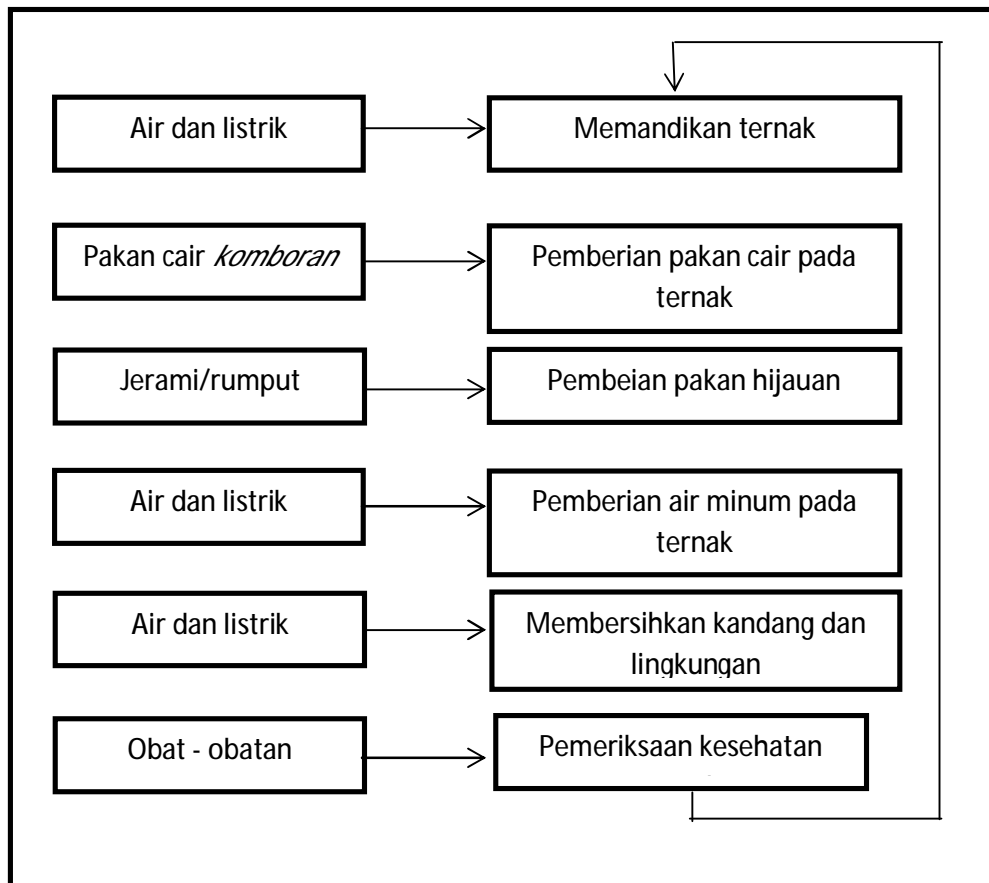 Air dan listrik
Memandikan ternak
Pakan cair komboran
Pemberian pakan cair pada
ternak
Jerami/rumput
Pembeian pakan hijauan
Air dan listrik
Pemberian air minum pada
ternak
Air dan listrik
Membersihkan kandang dan
lingkungan
Obat - obatan
Pemeriksaan kesehatan